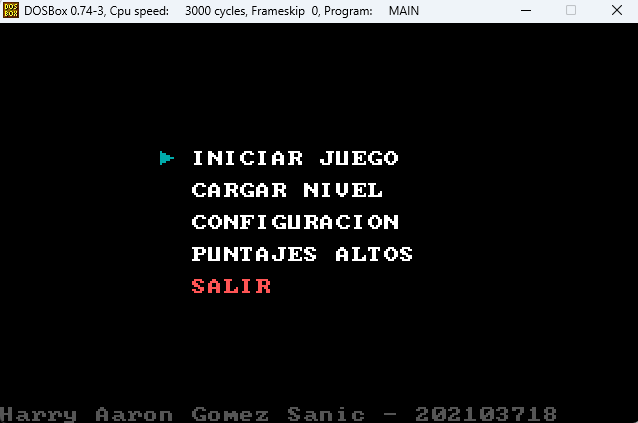 DOSBox 0.74-3, Cpu speed: 3000 cycles, Frameskip 0, Program: MAIN
INICIAR JUEGO
CARGAR NIVEL
CONFIGURACION
PUNTAJES ALTOS
SALIR
Harry Aaron Gomez Sanic - 202103718